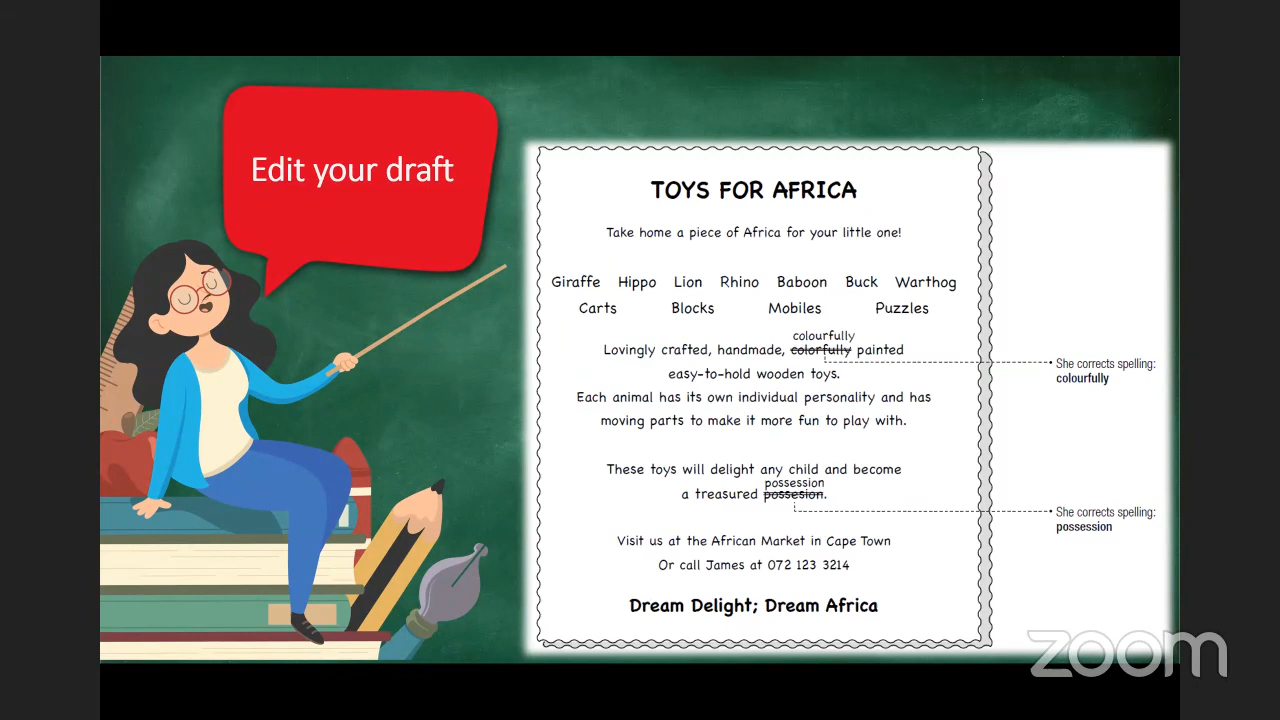 Edit your draft
TOYS FOR AFRICA
Take home a piece of Africa for your little one!
Giraffe Hippo Lion Rhino Baboon Buck Warthog
Carts Blocks Mobiles Puzzles
colourfully
Lovingly crafted, handmade, colorfully painted
easy-to-hold wooden toys.
She corrects spelling:
colourfully
Each animal has its own individual personality and has
moving parts to make it more fun to play with.
These toys will delight any child and become
possession
a treasured possesion.
She corrects spelling:
possession
Visit us at the African Market in Cape Town
Or call James at 072 123 3214
Dream Delight; Dream Africa
zoom